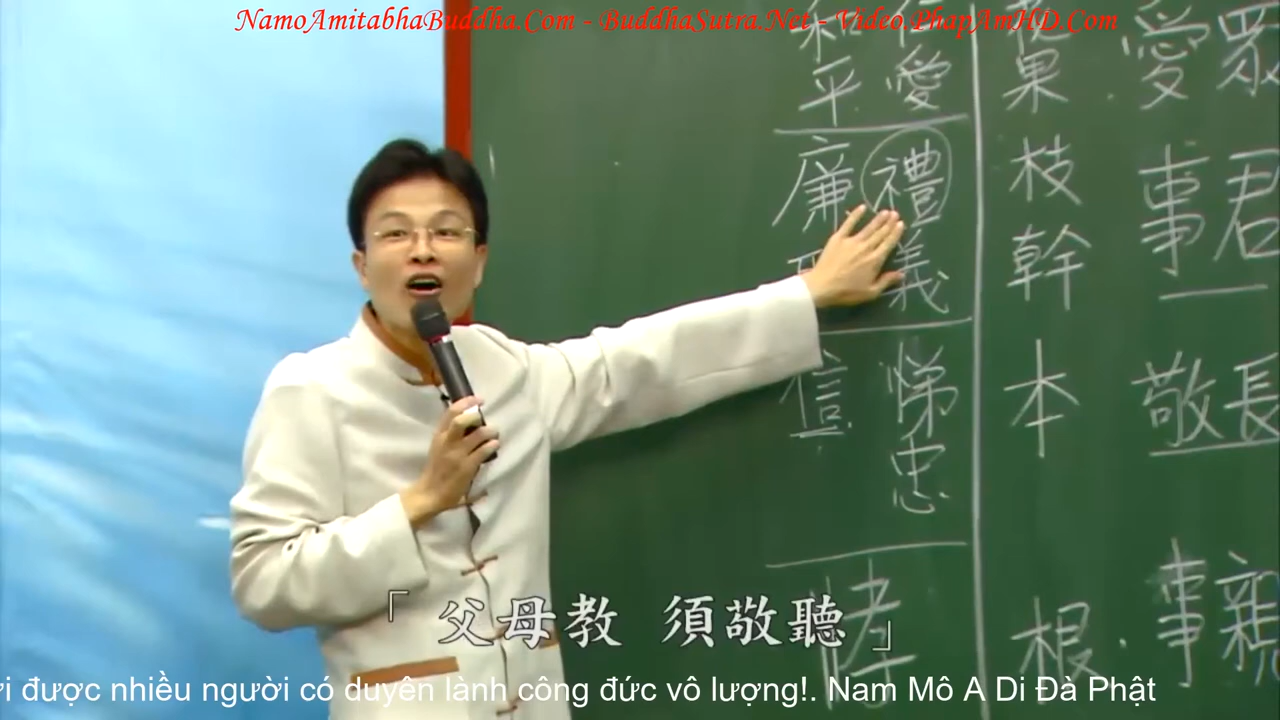 NamoAmitabhaBuddha.Com - BuddhaSutra.Net - Video.PhapAmHD.Com
眾
愛
事君
敬長
事親
果
枝
幹
本
根
仁愛
和平
禮義
廉
悌忠
信
孝
「父母教 須敬聽」
được nhiều người có duyên lành công đức vô lượng!. Nam Mô A Di Đà Phật